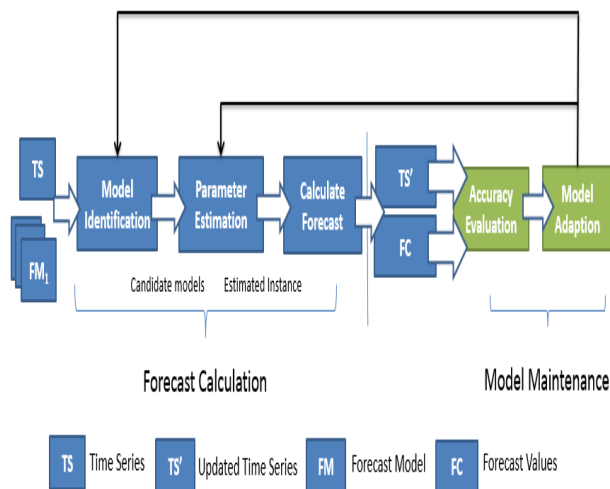 TS
FM1
Model
Identification
Parameter
Estimation
Calculate
Forecast
TS'
FC
Accuracy
Evaluation
Model
Adaption
Candidate models
Estimated Instance
Forecast Calculation
Model Maintenance
TS Time Series
TS' Updated Time Series
FM Forecast Model
FC Forecast Values